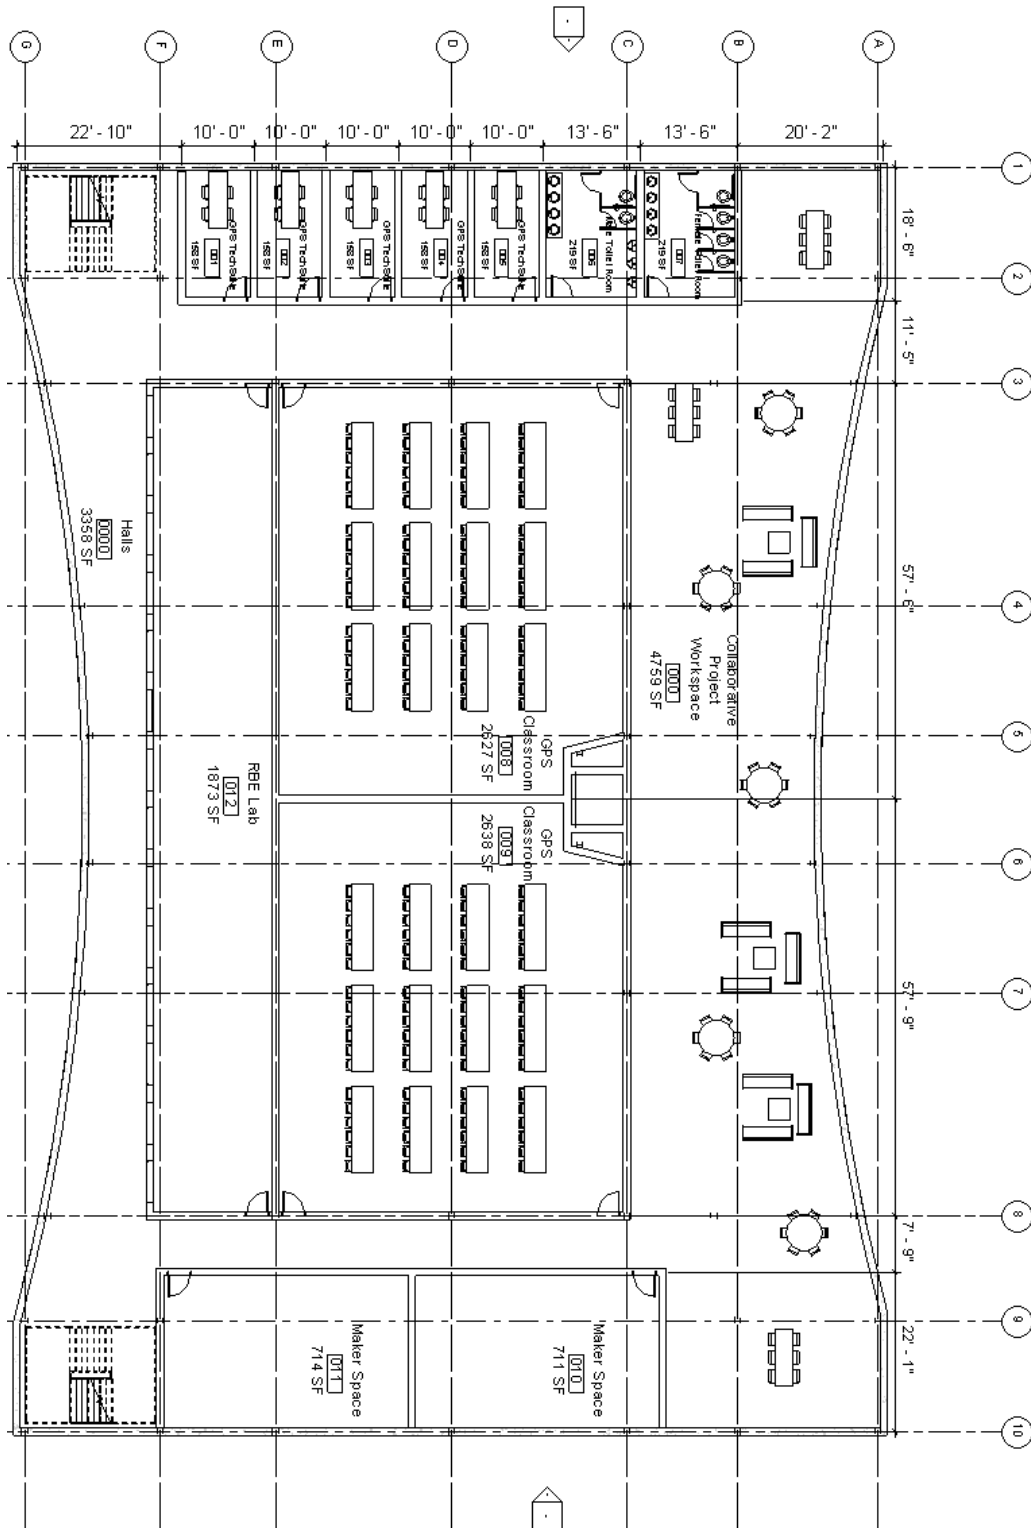 G
F
E
D
C
B
A
22' - 10"
10' - 0"
10' - 0"
10' - 0"
10' - 0"
10' - 0"
13' - 6"
13' - 6"
20' - 2"
1
2
3
4
5
6
7
8
9
10
18' - 6"
11' - 5"
57' - 6"
57' - 9"
7' - 9"
22' - 1"
GPS Tech Suite
001
158 SF
GPS Tech Suite
002
158 SF
GPS Tech Suite
003
158 SF
GPS Tech Suite
004
158 SF
GPS Tech Suite
005
158 SF
Male Toilet Room
006
219 SF
Female Toilet Room
007
219 SF
Halls
0000
3358 SF
Collaborative
Project
Workspace
000
4759 SF
GPS
Classroom
008
2627 SF
GPS
Classroom
009
2638 SF
RBE Lab
012
1873 SF
Maker Space
011
714 SF
Maker Space
010
711 SF